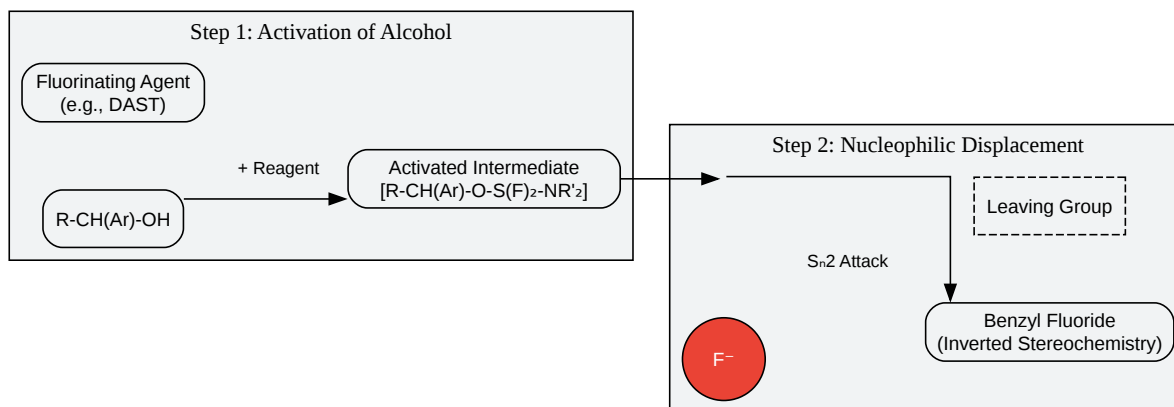 Step 1: Activation of Alcohol
Fluorinating Agent
(e.g., DAST)
+ Reagent
Activated Intermediate
[R-CH(Ar)-O-S(F)₂-NR'₂]
R-CH(Ar)-OH
Step 2: Nucleophilic Displacement
Leaving Group
Sₙ2 Attack
Benzyl Fluoride
(Inverted Stereochemistry)
F⁻